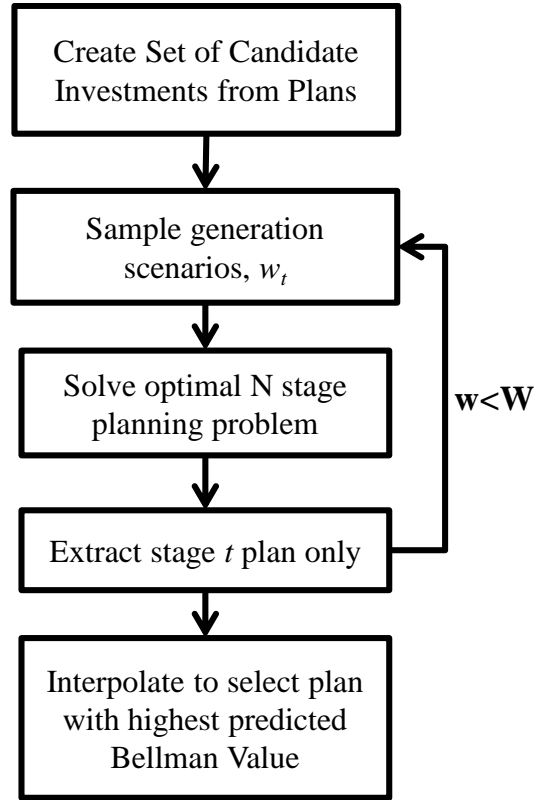 Create Set of Candidate
Investments from Plans
Sample generation
scenarios, w_t
Solve optimal N stage
planning problem
w<W
Extract stage t plan only
Interpolate to select plan
with highest predicted
Bellman Value